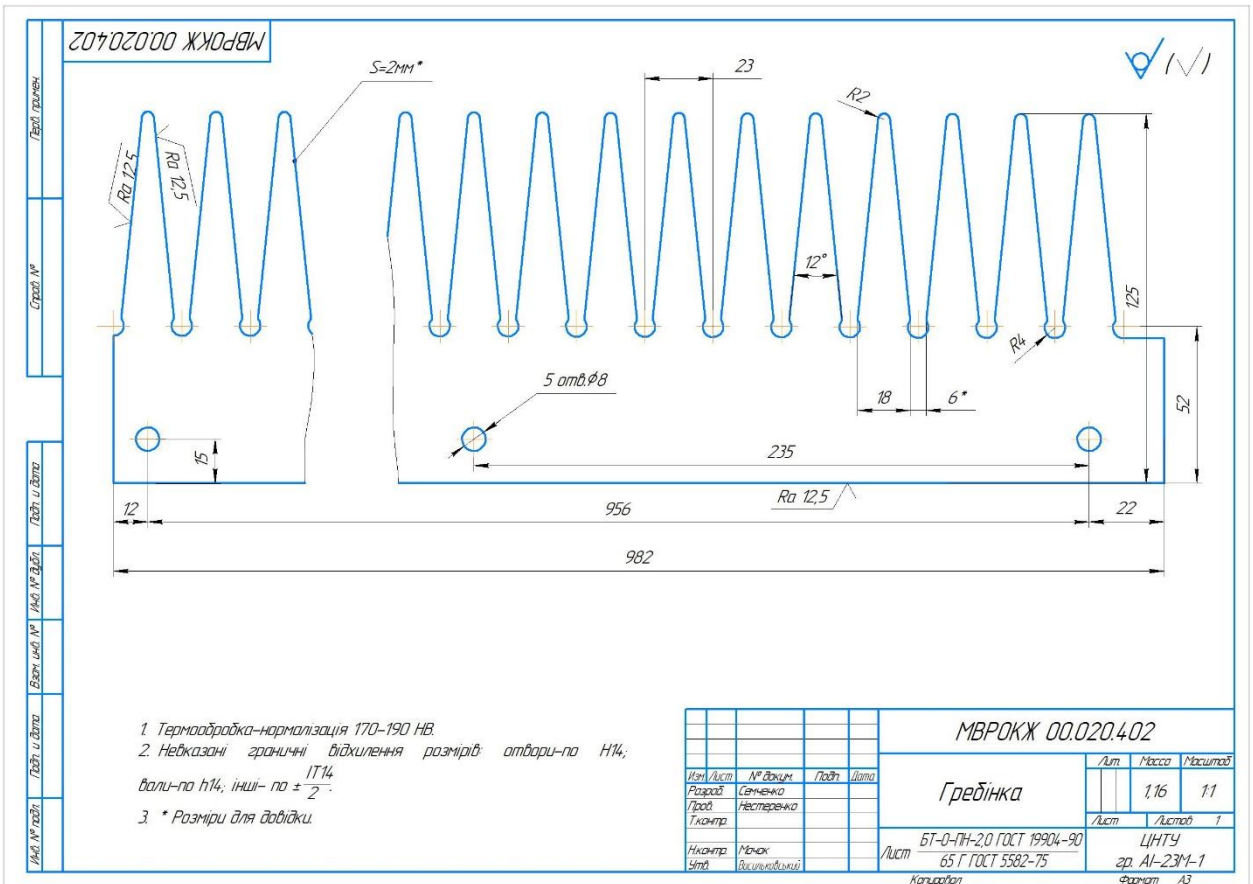 МВРОКЖ 00.020.402
Перв. примен.
Справ. №
Подп. и дата
Инв. № дубл.
Взам. инв. №
Подп. и дата
Инв. № подл.
S=2мм*
23
R2
(√)
Ra 12,5
Ra 12,5
12°
125
R4
5 отв.⌀8
18
6*
52
15
235
Ra 12,5
12
956
22
982
1. Термообробка-нормалізація 170-190 НВ.
2. Невказані граничні відхилення розмірів: отвори-по Н14;
вали-по h14; інші- по ± IT14/2.
3. * Розміри для довідки.
МВРОКЖ 00.020.402
Изм. Лист № докум. Подп. Дата
Разраб. Семченко
Пров. Нестеренко
Т.контр.
Н.контр. Мачок
Утв. Васильковський
Гребінка
Лит. Масса Масштаб
1,16 1:1
Лист Листов 1
Лист БТ-О-ПН-2,0 ГОСТ 19904-90
65 Г ГОСТ 5582-75
ЦНТУ
гр. АІ-23М-1
Копировал Формат А3